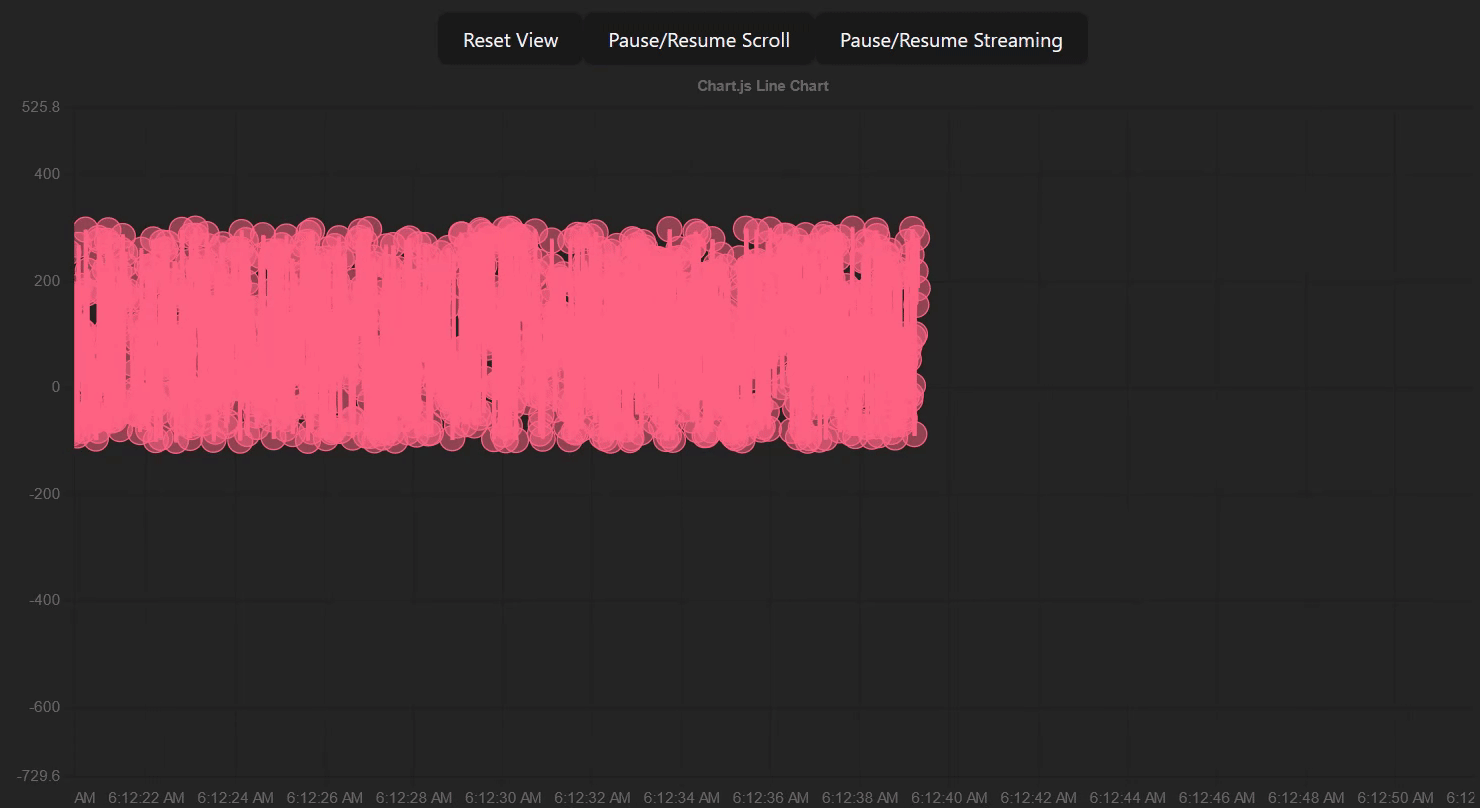 Reset View Pause/Resume Scroll Pause/Resume Streaming
Chart.js Line Chart
525.8
400
200
0
-200
-400
-600
-729.6
AM 6:12:22 AM 6:12:24 AM 6:12:26 AM 6:12:28 AM 6:12:30 AM 6:12:32 AM 6:12:34 AM 6:12:36 AM 6:12:38 AM 6:12:40 AM 6:12:42 AM 6:12:44 AM 6:12:46 AM 6:12:48 AM 6:12:50 AM 6:12